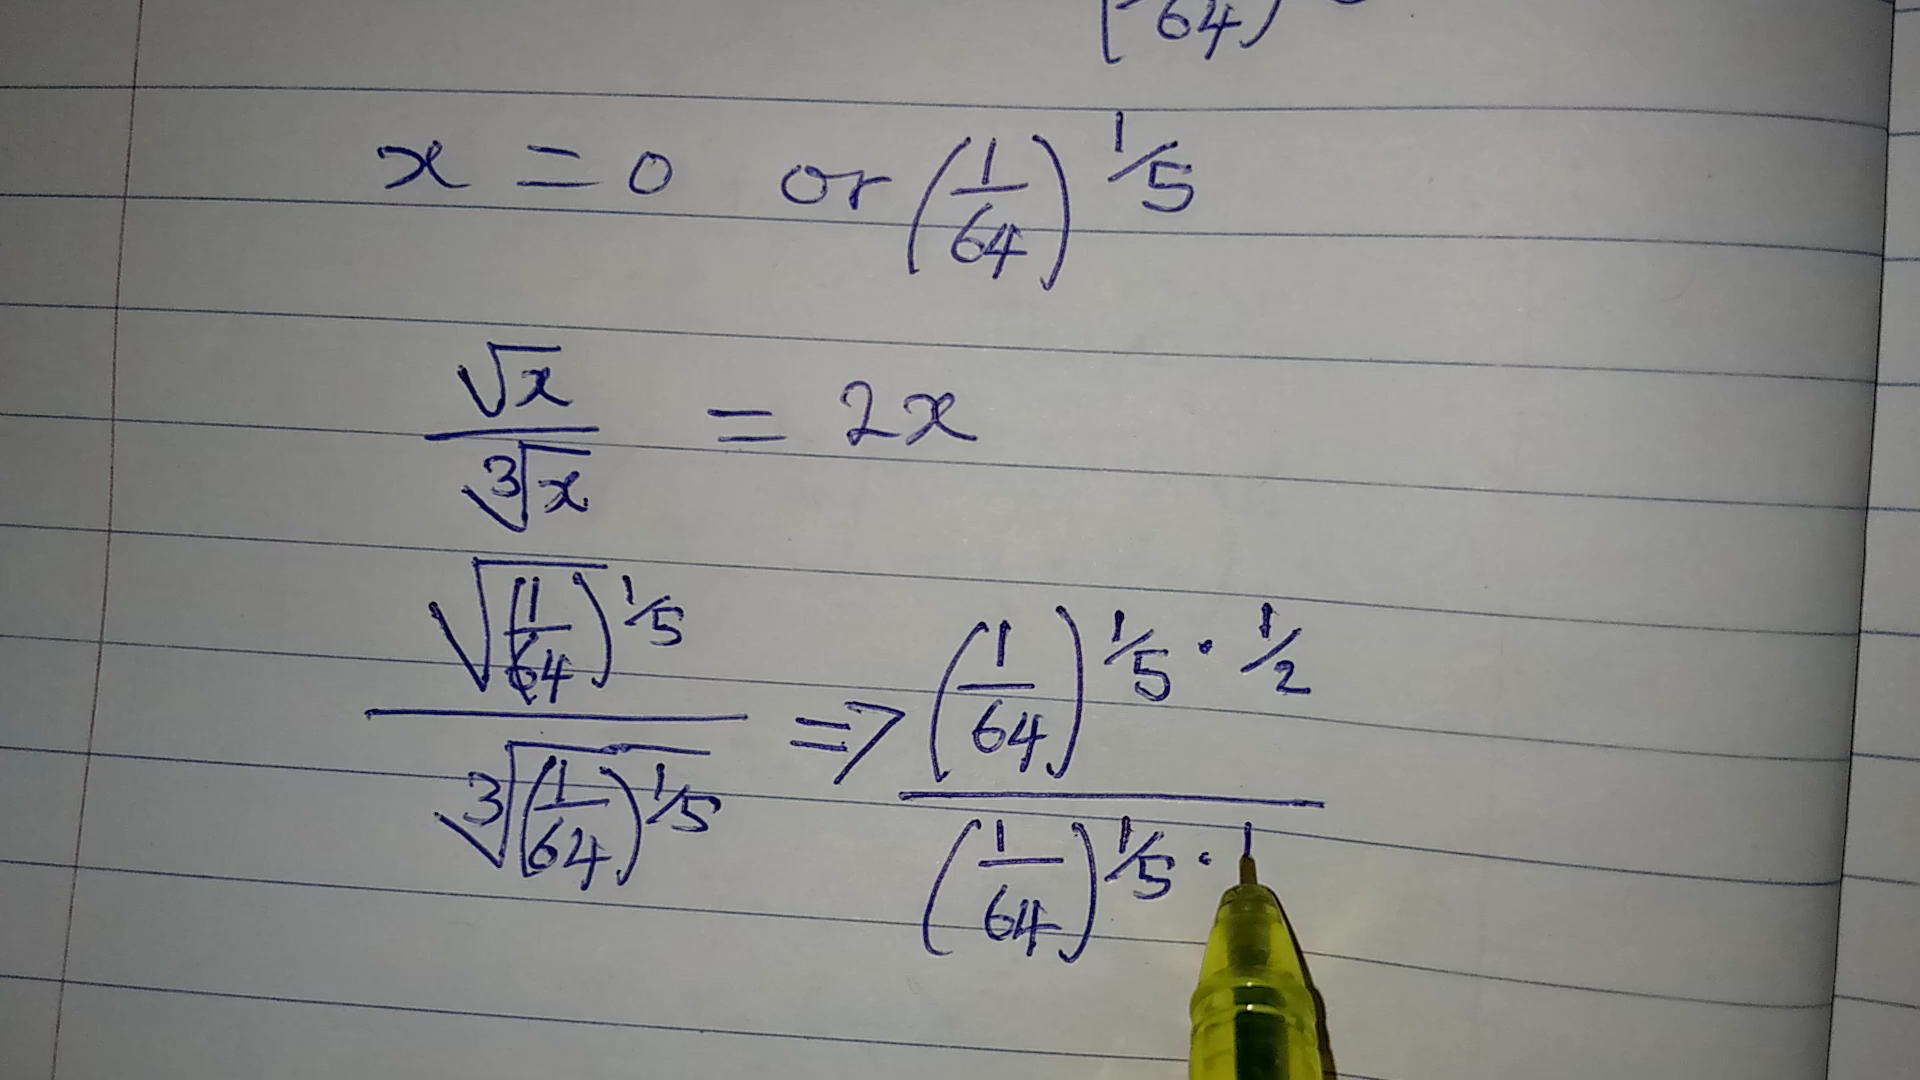 64)
x = 0 or (1/64)^1/5
√x / ∛x = 2x
√(1/64)^1/5 / ∛(1/64)^1/5 => (1/64)^1/5 · 1/2 / (1/64)^1/5 · 1